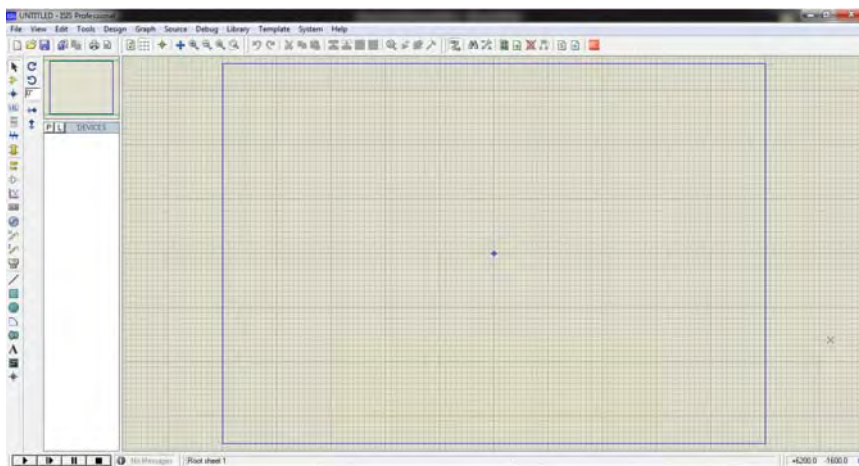 UNTITLED - ISIS Professional
File View Edit Tools Design Graph Source Debug Library Template System Help
P L DEVICES
A
No Messages Root sheet 1 +6200.0 -1600.0